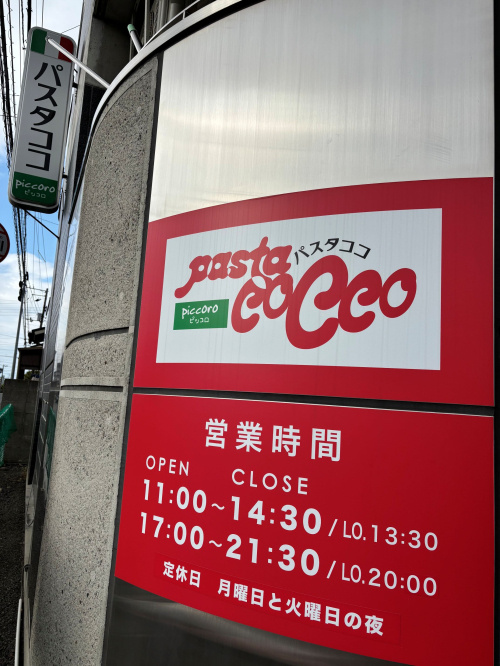 パスタココ
piccoro
ピッコロ
pasta パスタココ
coCco
piccoro
ピッコロ
営業時間
OPEN CLOSE
11:00~14:30/LO.13:30
17:00~21:30/LO.20:00
定休日 月曜日と火曜日の夜